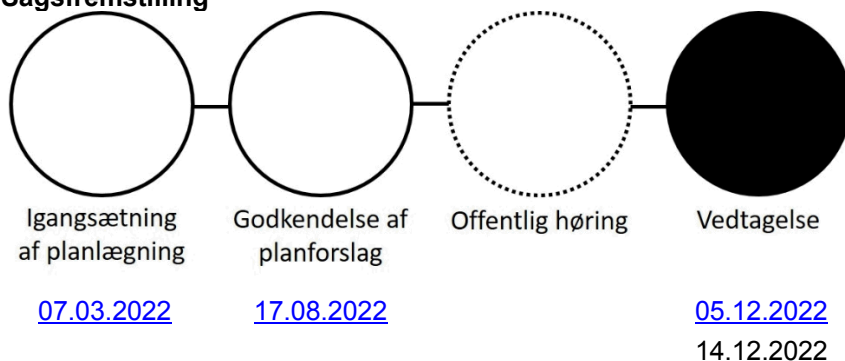 Sagsfremstilling
Igangsætning
af planlægning
Godkendelse af
planforslag
Offentlig høring
Vedtagelse
07.03.2022
17.08.2022
05.12.2022
14.12.2022